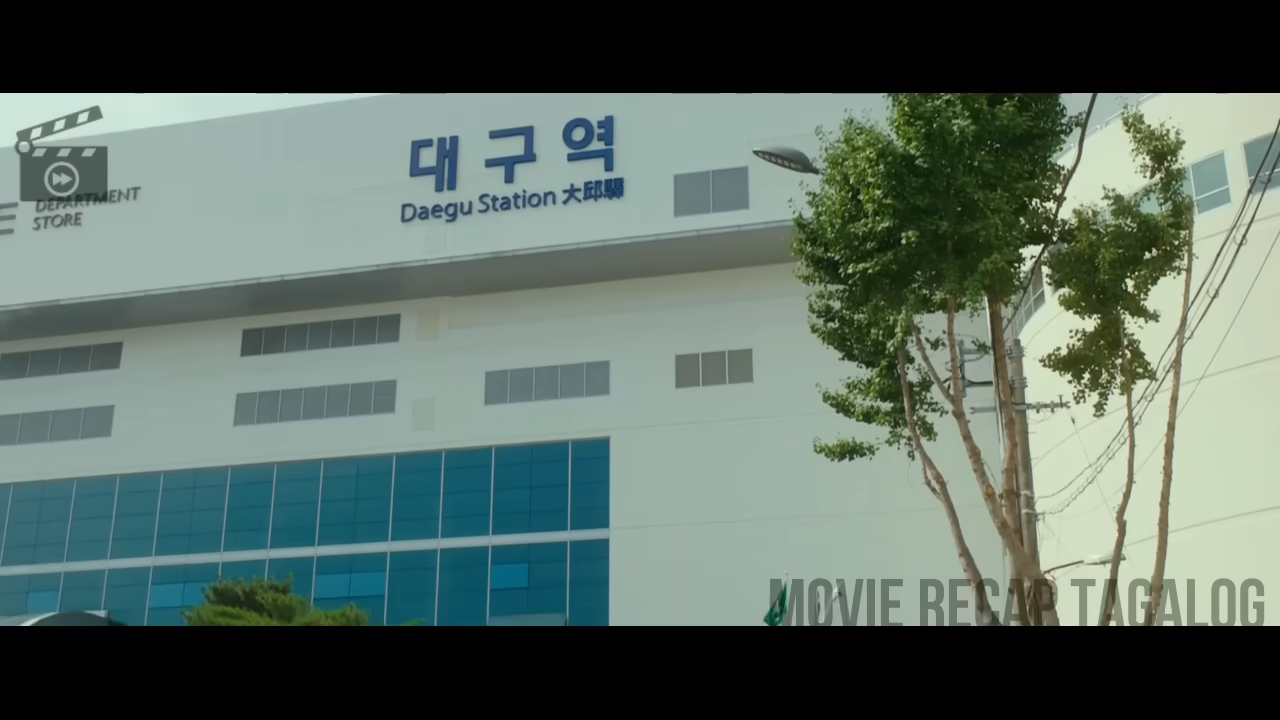 대구역
Daegu Station 大邱驛
E DEPARTMENT
STORE
MOVIE RECAP TAGALOG